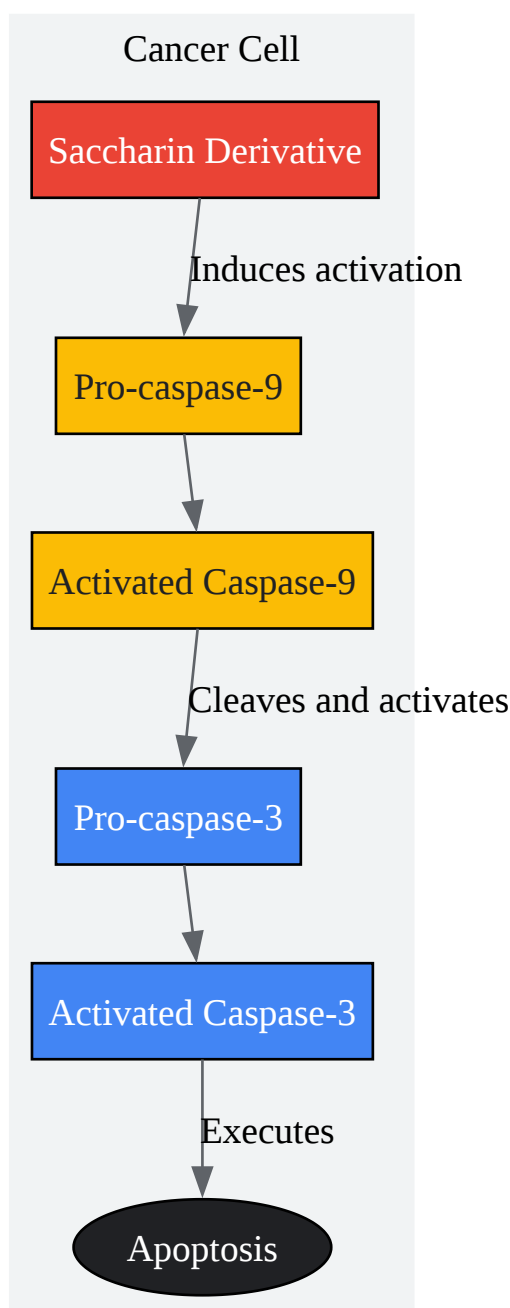 Cancer Cell
Saccharin Derivative
Induces activation
Pro-caspase-9
Activated Caspase-9
Cleaves and activates
Pro-caspase-3
Activated Caspase-3
Executes
Apoptosis